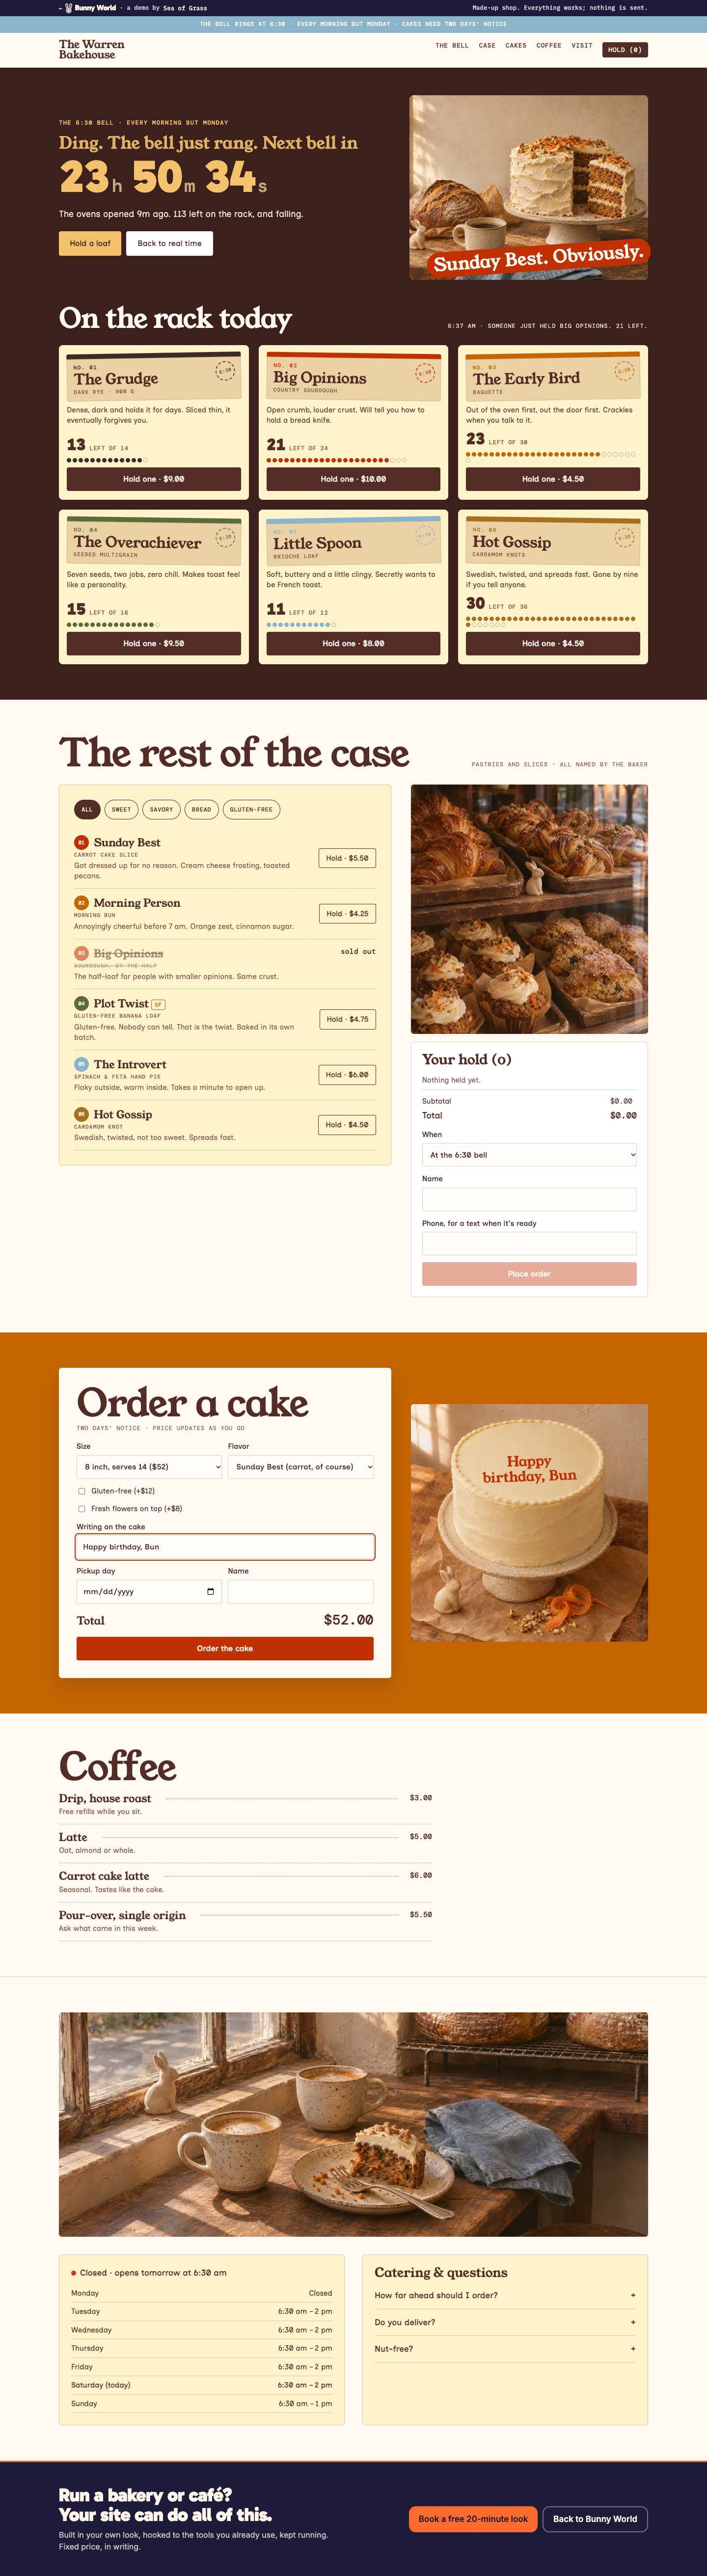 ← Bunny World · a demo by Sea of Grass
Made-up shop. Everything works; nothing is sent.
THE BELL RINGS AT 6:30 · EVERY MORNING BUT MONDAY · CAKES NEED TWO DAYS' NOTICE
The Warren
Bakehouse
THE BELL CASE CAKES COFFEE VISIT HOLD (0)
THE 6:30 BELL · EVERY MORNING BUT MONDAY
Ding. The bell just rang. Next bell in
23h 50m 34s
The ovens opened 9m ago. 113 left on the rack, and falling.
Hold a loaf
Back to real time
Sunday Best. Obviously.
On the rack today
6:37 AM · SOMEONE JUST HELD BIG OPINIONS. 21 LEFT.
NO. 01
The Grudge
DARK RYE · 900 G
6:30
Dense, dark and holds it for days. Sliced thin, it
eventually forgives you.
13 LEFT OF 14
Hold one · $9.00
NO. 02
Big Opinions
COUNTRY SOURDOUGH
6:30
Open crumb, louder crust. Will tell you how to
hold a bread knife.
21 LEFT OF 24
Hold one · $10.00
NO. 03
The Early Bird
BAGUETTE
6:30
Out of the oven first, out the door first. Crackles
when you talk to it.
23 LEFT OF 30
Hold one · $4.50
NO. 04
The Overachiever
SEEDED MULTIGRAIN
6:30
Seven seeds, two jobs, zero chill. Makes toast feel
like a personality.
15 LEFT OF 16
Hold one · $9.50
NO. 05
Little Spoon
BRIOCHE LOAF
6:30
Soft, buttery and a little clingy. Secretly wants to
be French toast.
11 LEFT OF 12
Hold one · $8.00
NO. 06
Hot Gossip
CARDAMOM KNOTS
6:30
Swedish, twisted, and spreads fast. Gone by nine
if you tell anyone.
30 LEFT OF 36
Hold one · $4.50
The rest of the case
PASTRIES AND SLICES · ALL NAMED BY THE BAKER
ALL SWEET SAVORY BREAD GLUTEN-FREE
01 Sunday Best
CARROT CAKE SLICE
Got dressed up for no reason. Cream cheese frosting, toasted
pecans.
Hold · $5.50
02 Morning Person
MORNING BUN
Annoyingly cheerful before 7 am. Orange zest, cinnamon sugar.
Hold · $4.25
03 Big Opinions
SOURDOUGH, BY THE HALF
The half-loaf for people with smaller opinions. Same crust.
sold out
04 Plot Twist GF
GLUTEN-FREE BANANA LOAF
Gluten-free. Nobody can tell. That is the twist. Baked in its own
batch.
Hold · $4.75
05 The Introvert
SPINACH & FETA HAND PIE
Flaky outside, warm inside. Takes a minute to open up.
Hold · $6.00
06 Hot Gossip
CARDAMOM KNOT
Swedish, twisted, not too sweet. Spreads fast.
Hold · $4.50
Your hold (0)
Nothing held yet.
Subtotal $0.00
Total $0.00
When
At the 6:30 bell
Name
Phone, for a text when it's ready
Place order
Order a cake
TWO DAYS' NOTICE · PRICE UPDATES AS YOU GO
Size Flavor
8 inch, serves 14 ($52) Sunday Best (carrot, of course)
Gluten-free (+$12)
Fresh flowers on top (+$8)
Writing on the cake
Happy birthday, Bun
Pickup day Name
mm/dd/yyyy
Total $52.00
Order the cake
Happy
birthday, Bun
Coffee
Drip, house roast $3.00
Free refills while you sit.
Latte $5.00
Oat, almond or whole.
Carrot cake latte $6.00
Seasonal. Tastes like the cake.
Pour-over, single origin $5.50
Ask what came in this week.
Closed · opens tomorrow at 6:30 am
Monday Closed
Tuesday 6:30 am – 2 pm
Wednesday 6:30 am – 2 pm
Thursday 6:30 am – 2 pm
Friday 6:30 am – 2 pm
Saturday (today) 6:30 am – 2 pm
Sunday 6:30 am – 1 pm
Catering & questions
How far ahead should I order? +
Do you deliver? +
Nut-free? +
Run a bakery or café?
Your site can do all of this.
Built in your own look, hooked to the tools you already use, kept running.
Fixed price, in writing.
Book a free 20-minute look
Back to Bunny World